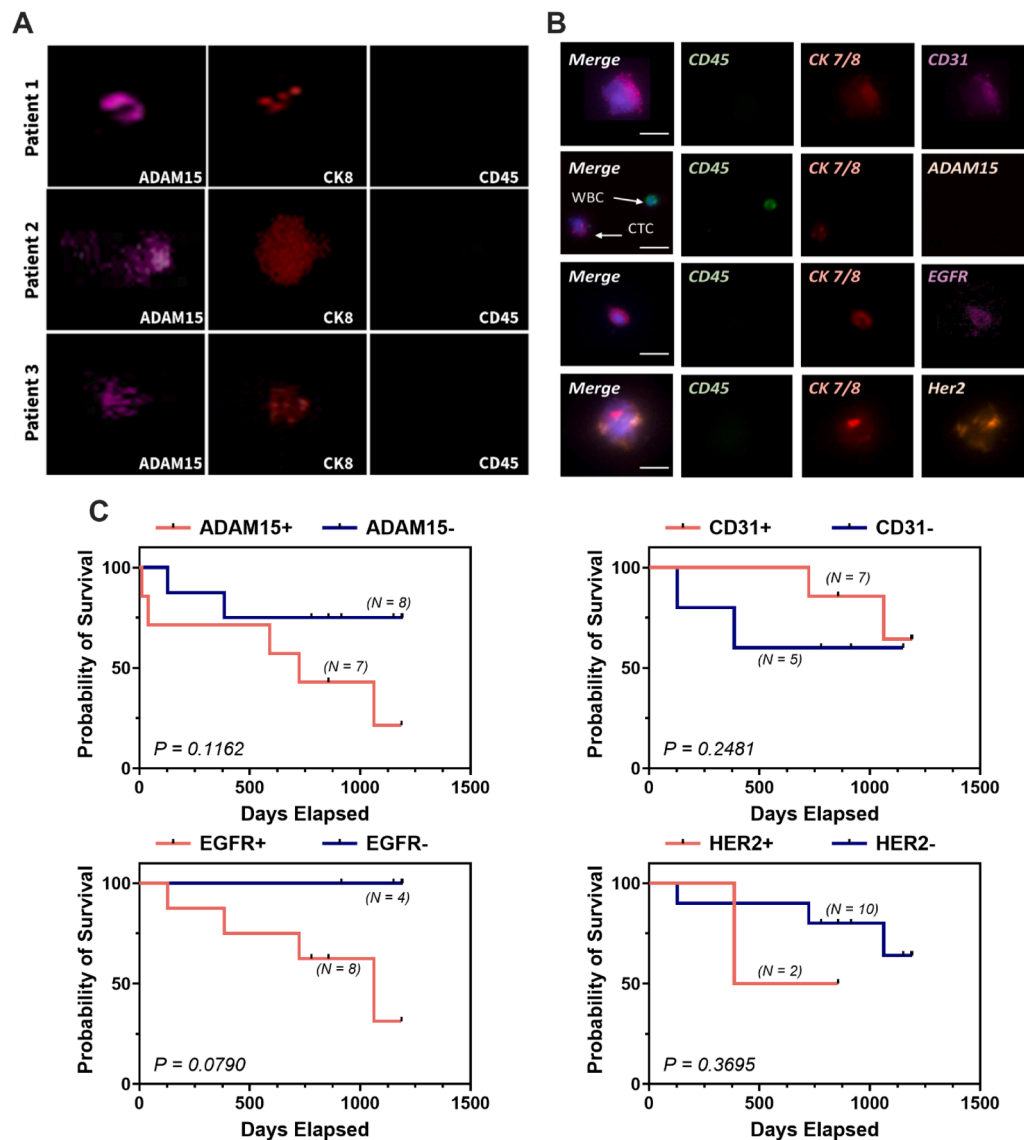 A
Patient 1
ADAM15
CK8
CD45
Patient 2
ADAM15
CK8
CD45
Patient 3
ADAM15
CK8
CD45
B
Merge
CD45
CK 7/8
CD31
Merge
CD45
CK 7/8
ADAM15
WBC
CTC
Merge
CD45
CK 7/8
EGFR
Merge
CD45
CK 7/8
Her2
C
ADAM15+ ADAM15-
Probability of Survival
100
50
0
(N = 8)
(N = 7)
P = 0.1162
0 500 1000 1500
Days Elapsed
CD31+ CD31-
Probability of Survival
100
50
0
(N = 7)
(N = 5)
P = 0.2481
0 500 1000 1500
Days Elapsed
EGFR+ EGFR-
Probability of Survival
100
50
0
(N = 4)
(N = 8)
P = 0.0790
0 500 1000 1500
Days Elapsed
HER2+ HER2-
Probability of Survival
100
50
0
(N = 10)
(N = 2)
P = 0.3695
0 500 1000 1500
Days Elapsed